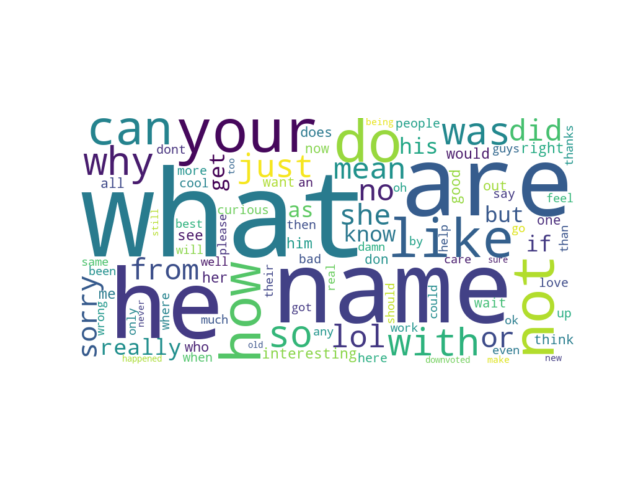 can your do was did being people does his now would guys right thanks
why dont more too get just want an mean no oh good out say feel
all cool what are
still curious please as she know but if one than
best see will then him damn by don help go
he name like not
same been well her from how bad their real care sure love
sorry me wrong where only never much got should could wait up
really who when so any lol work with ok or even think
happened old interesting here downvoted make new